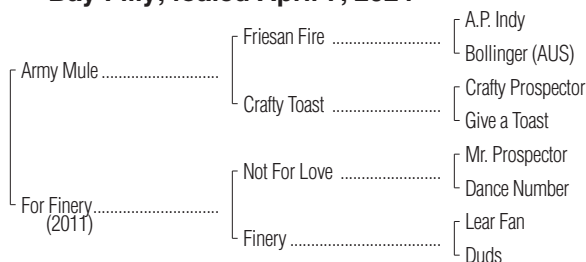 Bay Filly; foaled April 2024
A.P. Indy
Friesan Fire
Bollinger (AUS)
Army Mule
Crafty Prospector
Crafty Toast
Give a Toast
Mr. Prospector
Not For Love
Dance Number
For Finery
(2011)
Lear Fan
Finery
Duds